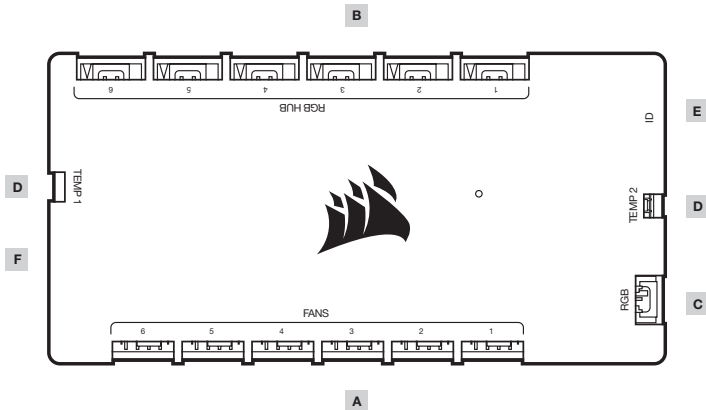 B
6 5 4 3 2 1
RGB HUB
E
ID
D
TEMP 1
TEMP 2
D
F
RGB
C
FANS
6 5 4 3 2 1
A